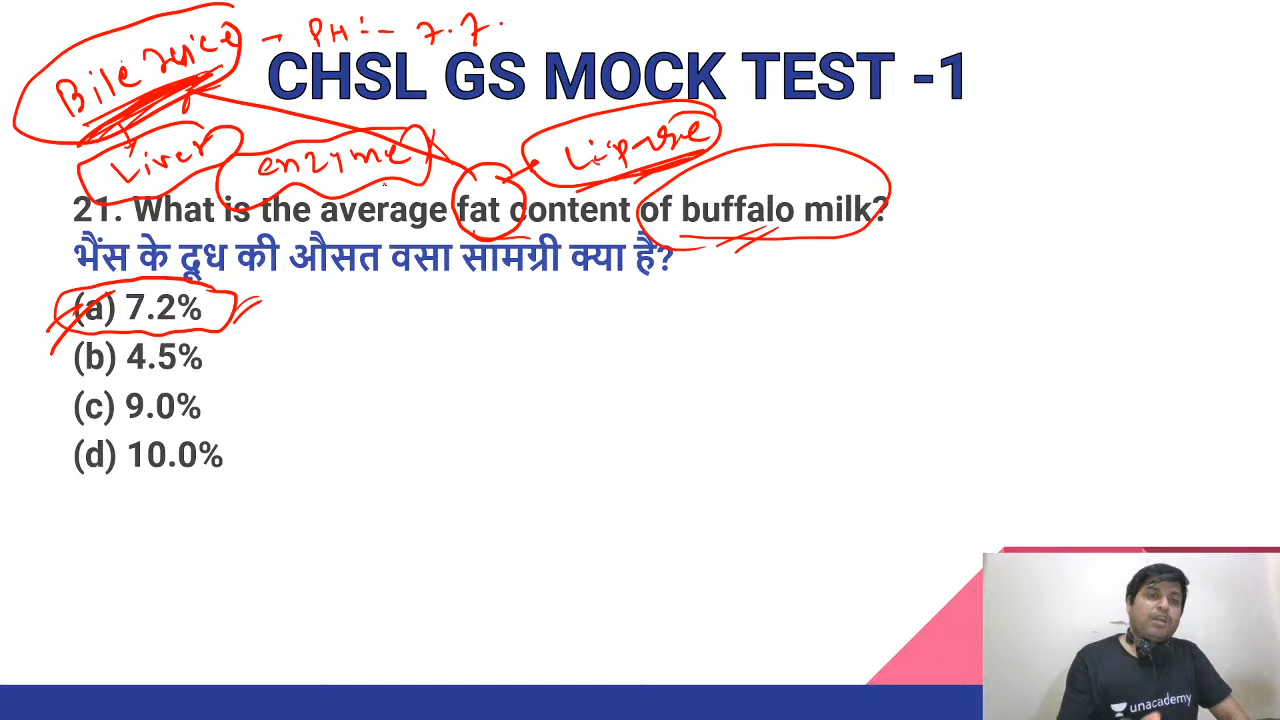 Bile Juice → PH:- 7.7.
CHSL GS MOCK TEST -1
Liver enzyme Lipase
21. What is the average fat content of buffalo milk?
भैंस के दूध की औसत वसा सामग्री क्या है?
(a) 7.2%
(b) 4.5%
(c) 9.0%
(d) 10.0%
unacademy